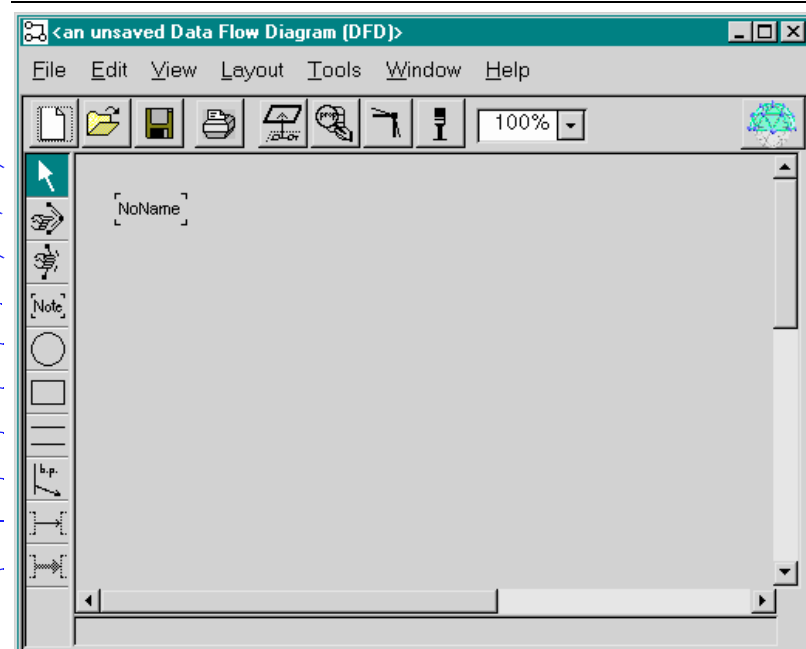 <an unsaved Data Flow Diagram (DFD)>
File Edit View Layout Tools Window Help
100%
NoName
Note
b.p.